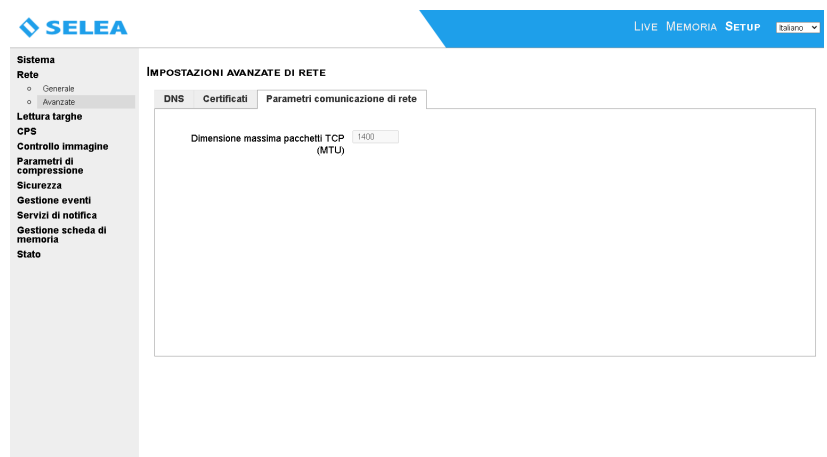 SELEA
LIVE MEMORIA SETUP Italiano
Sistema
Rete
Generale
Avanzate
Lettura targhe
CPS
Controllo immagine
Parametri di
compressione
Sicurezza
Gestione eventi
Servizi di notifica
Gestione scheda di
memoria
Stato
IMPOSTAZIONI AVANZATE DI RETE
DNS Certificati Parametri comunicazione di rete
Dimensione massima pacchetti TCP 1400
(MTU)